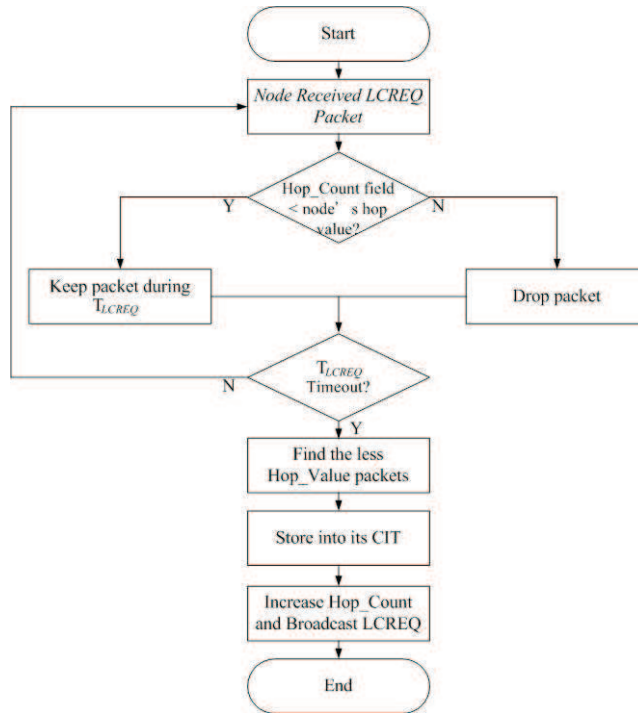 Start
Node Received LCREQ
Packet
Hop_Count field
< node' s hop
value?
Y
N
Keep packet during
TLCREQ
Drop packet
TLCREQ
Timeout?
N
Y
Find the less
Hop_Value packets
Store into its CIT
Increase Hop_Count
and Broadcast LCREQ
End